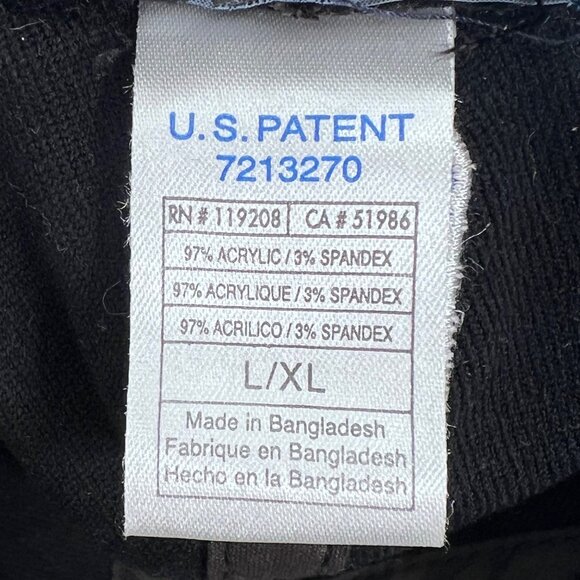 U.S. PATENT
7213270
RN # 119208 CA # 51986
97% ACRYLIC / 3% SPANDEX
97% ACRYLIQUE / 3% SPANDEX
97% ACRILICO / 3% SPANDEX
L/XL
Made in Bangladesh
Fabrique en Bangladesh
Hecho en la Bangladesh